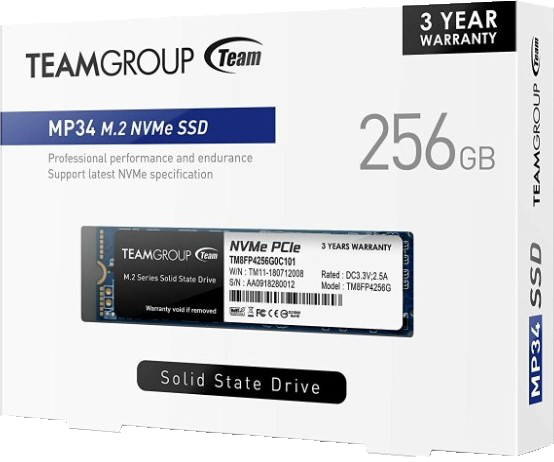 3 YEAR
WARRANTY
TEAMGROUP Team
MP34 M.2 NVMe SSD
Professional performance and endurance
Support latest NVMe specification
256GB
TEAMGROUP Team
M.2 Series Solid State Drive
Warranty void if removed
NVMe PCIe
3 YEARS WARRANTY
TM8FP4256G0C101
W/N : TM11-180712008
S/N : AA0918280012
Rated : DC3.3V;2.5A
Model : TM8FP4256G
Solid State Drive
TEAMGROUP
MP34 SSD